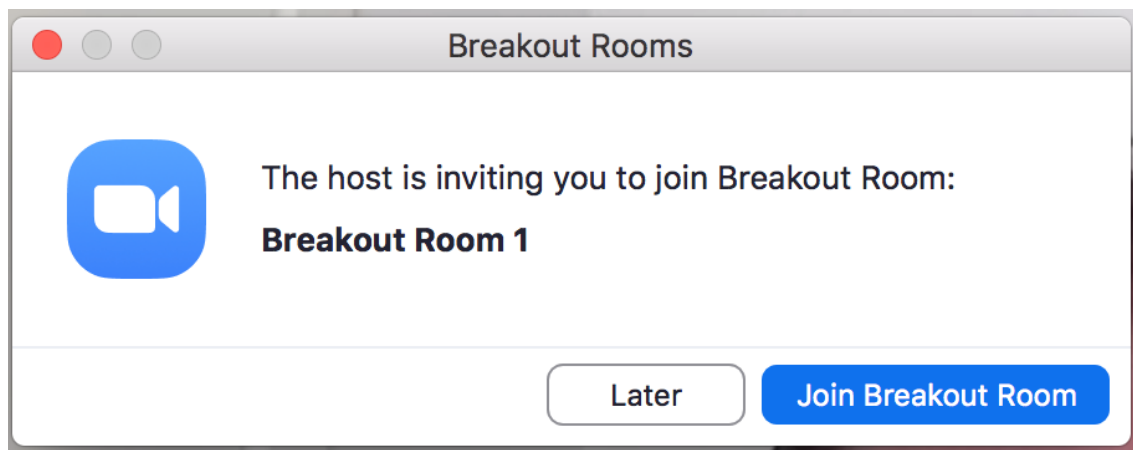 Breakout Rooms
The host is inviting you to join Breakout Room:
Breakout Room 1
Later
Join Breakout Room